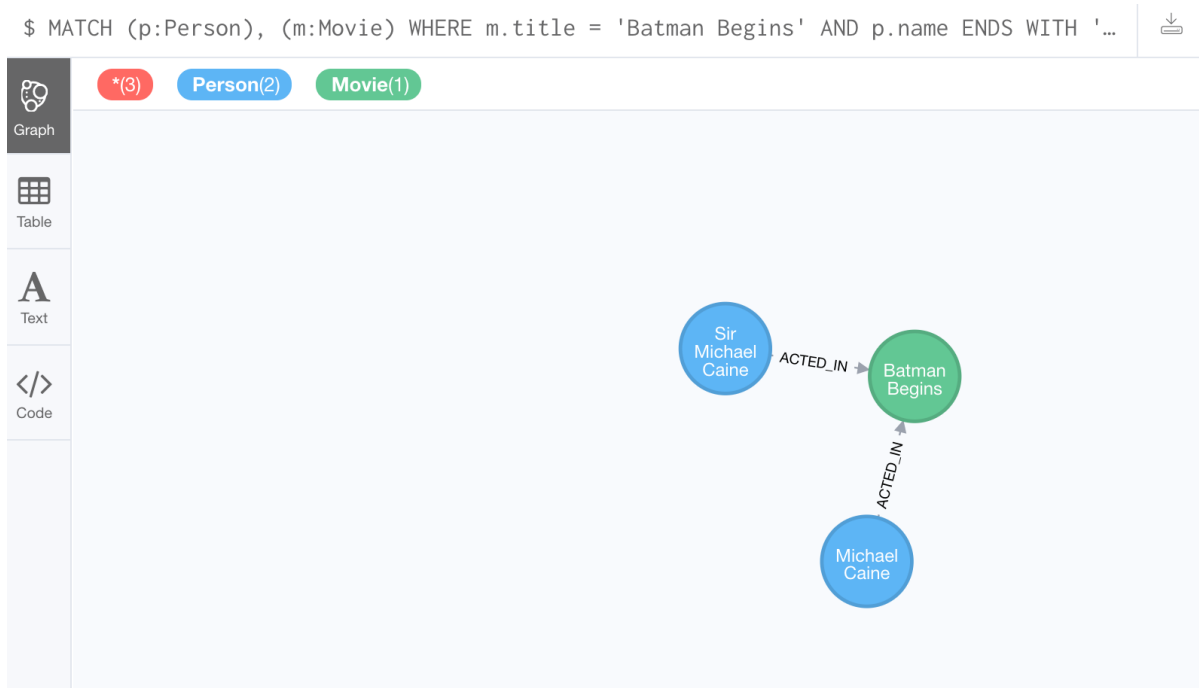 $ MATCH (p:Person), (m:Movie) WHERE m.title = 'Batman Begins' AND p.name ENDS WITH '…
*(3) Person(2) Movie(1)
Graph
Table
A
Text
</>
Code
Sir
Michael
Caine
ACTED_IN
Batman
Begins
ACTED_IN
Michael
Caine